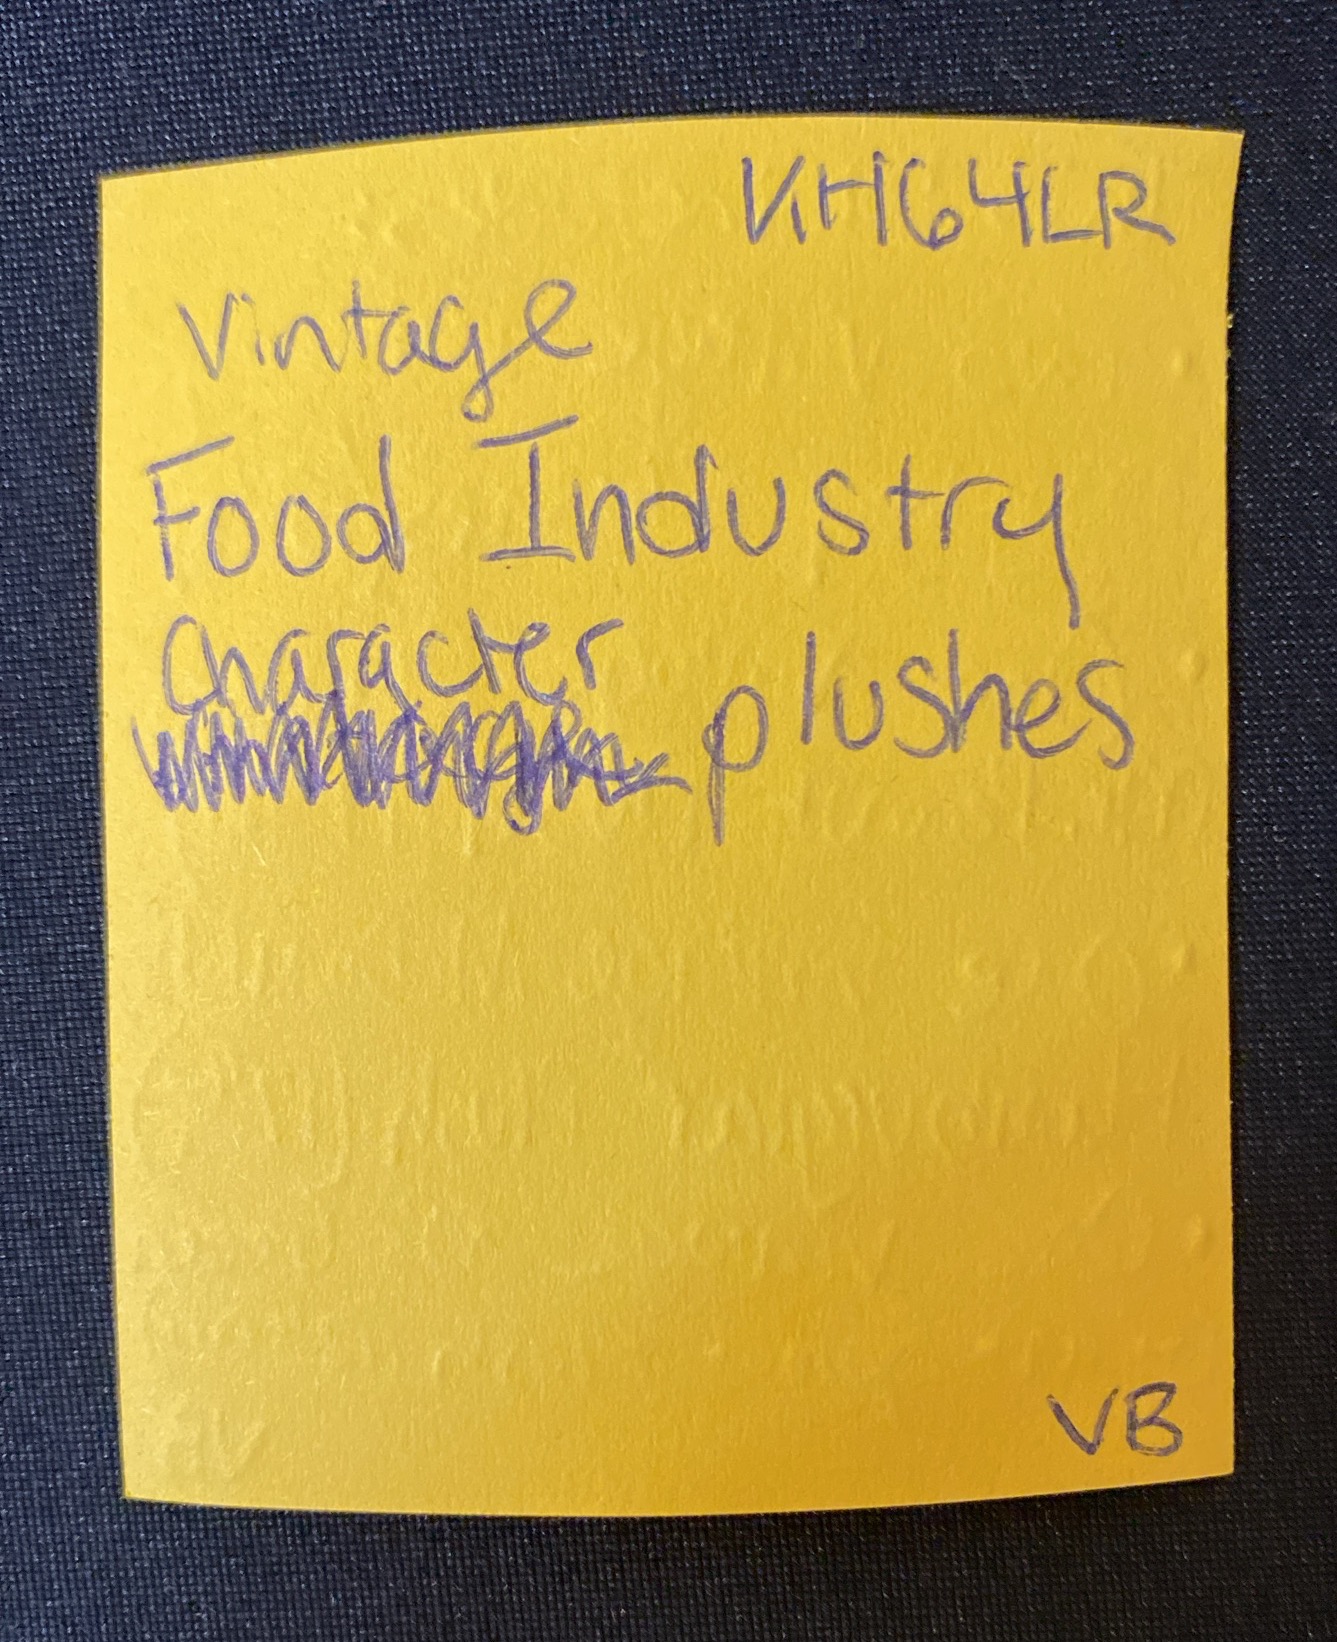 KH64LR
Vintage
Food Industry
Character plushes
VB